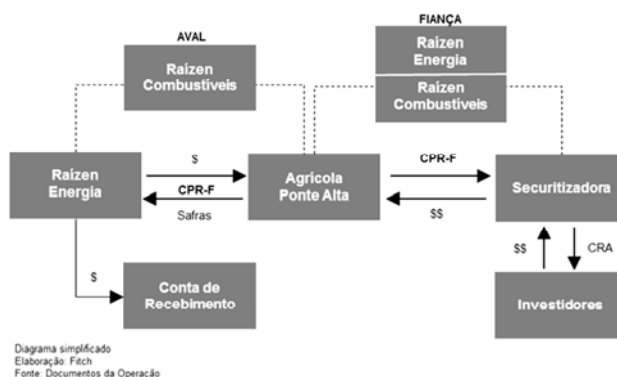 AVAL
Raízen
Combustíveis
FIANÇA
Raízen
Energia
Raízen
Combustíveis
Raízen
Energia
$
CPR-F
Safras
Agrícola
Ponte Alta
CPR-F
$$
Securitizadora
$
Conta de
Recebimento
$$
CRA
Investidores
Diagrama simplificado
Elaboração: Fitch
Fonte: Documentos da Operação